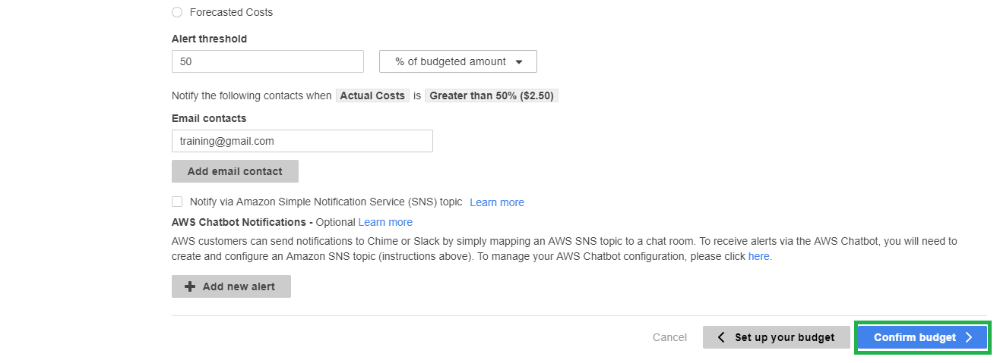 Forecasted Costs
Alert threshold
50 % of budgeted amount
Notify the following contacts when Actual Costs is Greater than 50% ($2.50)
Email contacts
training@gmail.com
Add email contact
Notify via Amazon Simple Notification Service (SNS) topic Learn more
AWS Chatbot Notifications - Optional Learn more
AWS customers can send notifications to Chime or Slack by simply mapping an AWS SNS topic to a chat room. To receive alerts via the AWS Chatbot, you will need to
create and configure an Amazon SNS topic (instructions above). To manage your AWS Chatbot configuration, please click here.
Add new alert
Cancel Set up your budget Confirm budget